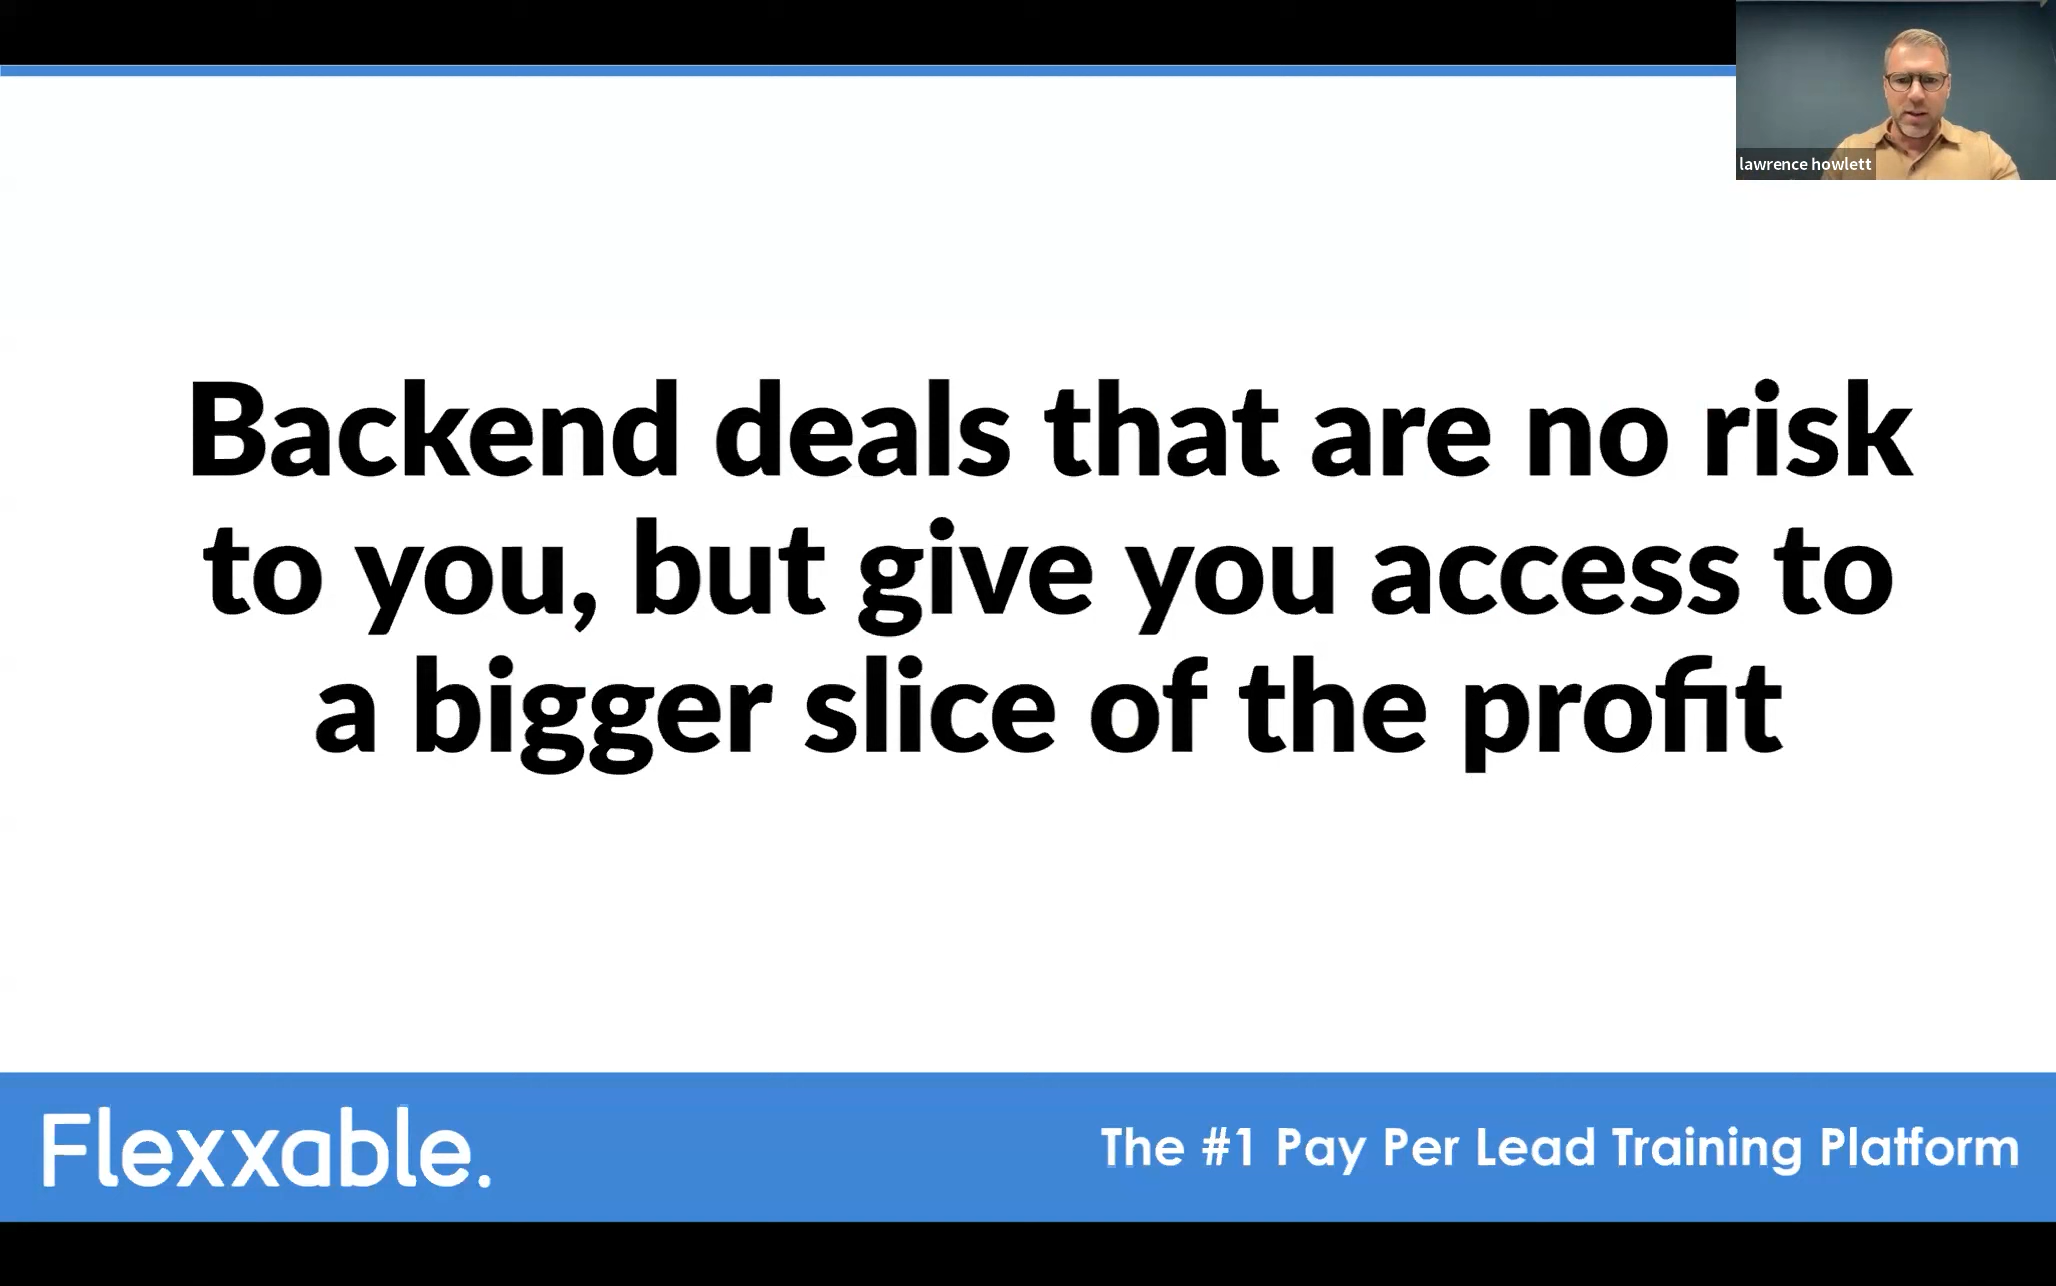 lawrence howlett
Backend deals that are no risk
to you, but give you access to
a bigger slice of the profit
Flexxable.
The #1 Pay Per Lead Training Platform